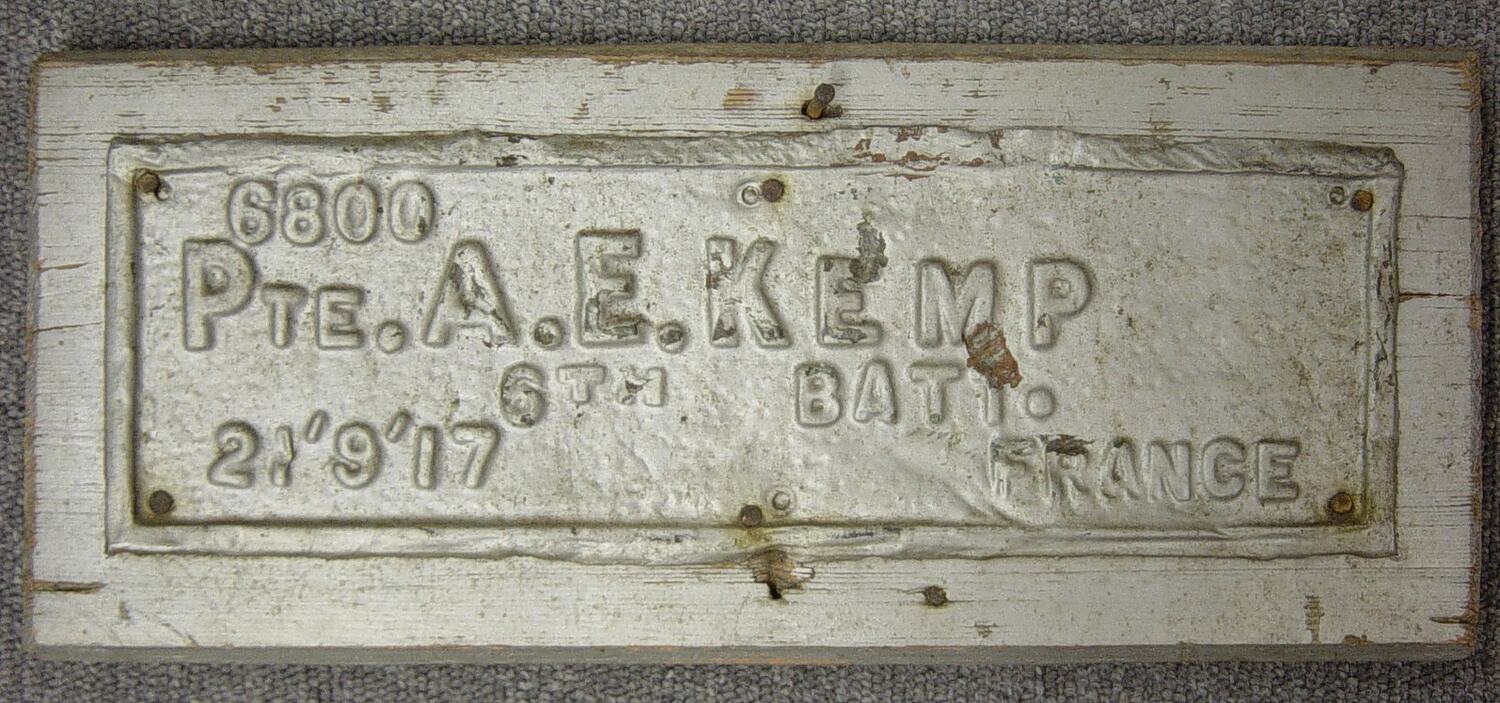 6800
PTE. A. E. KEMP
6TH BATT.
21'9'17
FRANCE